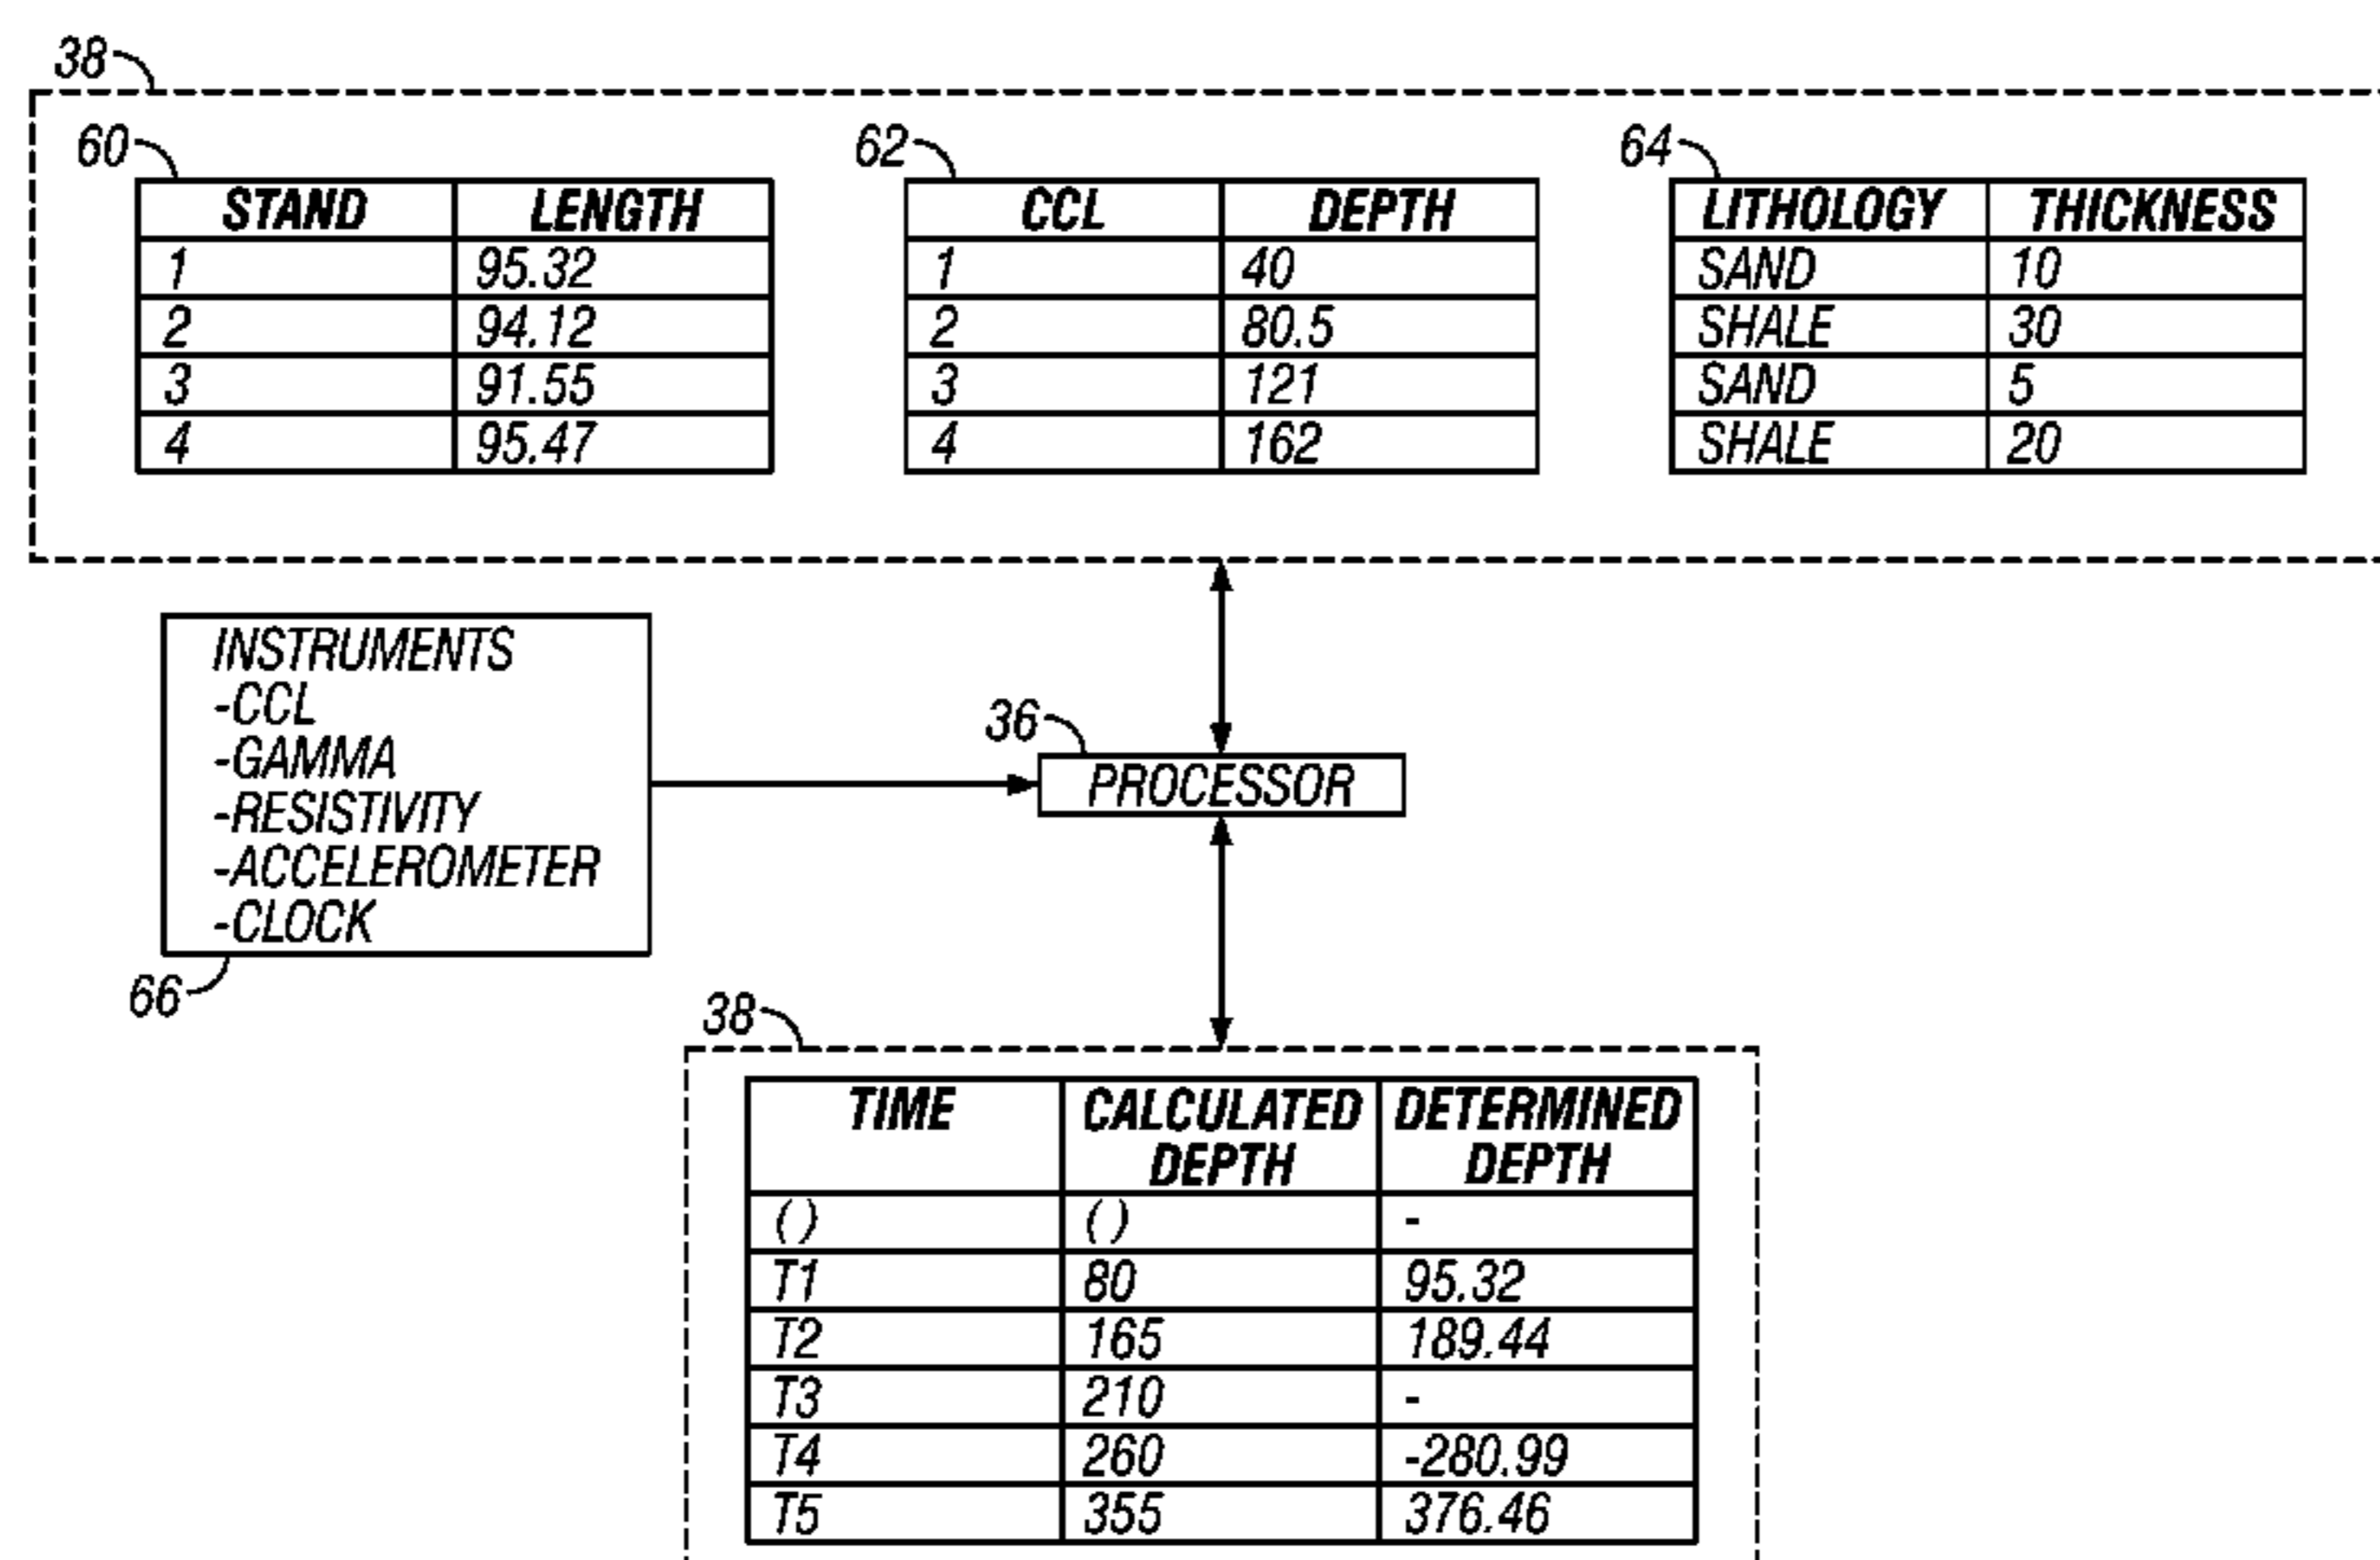 38
60 62 64
STAND LENGTH CCL DEPTH LITHOLOGY THICKNESS
1 95.32 1 40 SAND 10
2 94.12 2 80.5 SHALE 30
3 91.55 3 121 SAND 5
4 95.47 4 162 SHALE 20
INSTRUMENTS
-CCL
-GAMMA
-RESISTIVITY
-ACCELEROMETER
-CLOCK
66
36
PROCESSOR
38
TIME CALCULATED DEPTH DETERMINED DEPTH
( ) ( ) -
T1 80 95.32
T2 165 189.44
T3 210 -
T4 260 -280.99
T5 355 376.46